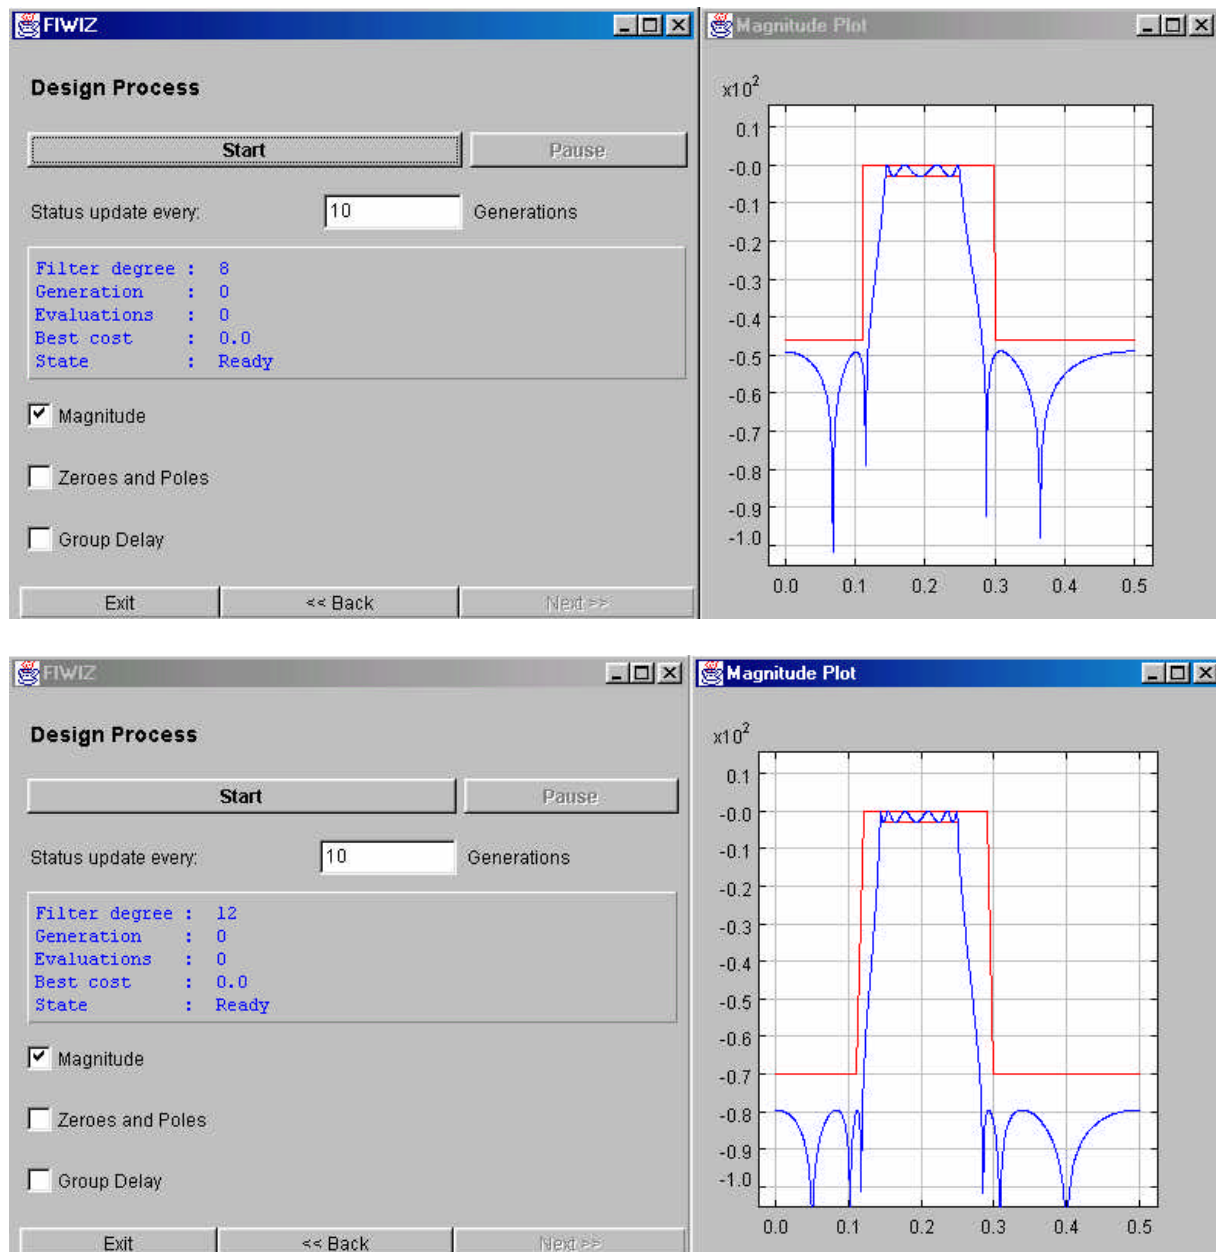 FIWIZ
Design Process
Start Pause
Status update every: 10 Generations
Filter degree : 8
Generation : 0
Evaluations : 0
Best cost : 0.0
State : Ready
Magnitude
Zeroes and Poles
Group Delay
Exit << Back Next >>
Magnitude Plot
x10²
0.1
-0.0
-0.1
-0.2
-0.3
-0.4
-0.5
-0.6
-0.7
-0.8
-0.9
-1.0
0.0 0.1 0.2 0.3 0.4 0.5
FIWIZ
Design Process
Start Pause
Status update every: 10 Generations
Filter degree : 12
Generation : 0
Evaluations : 0
Best cost : 0.0
State : Ready
Magnitude
Zeroes and Poles
Group Delay
Exit << Back Next >>
Magnitude Plot
x10²
0.1
-0.0
-0.1
-0.2
-0.3
-0.4
-0.5
-0.6
-0.7
-0.8
-0.9
-1.0
0.0 0.1 0.2 0.3 0.4 0.5